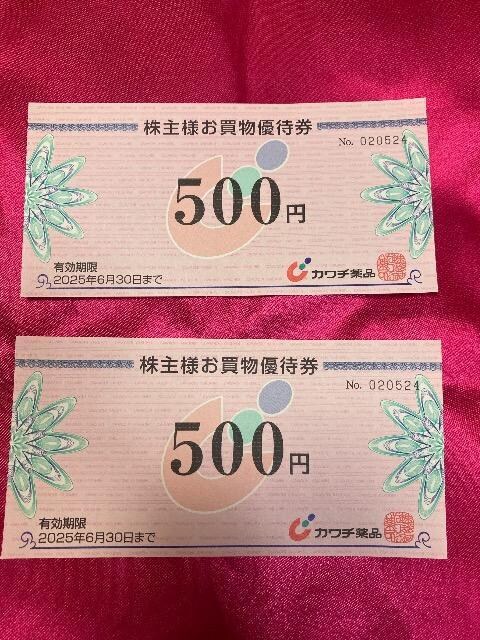 株主様お買物優待券
No. 020524
500円
有効期限
2025年6月30日まで
カワチ薬品
株主様お買物優待券
No. 020524
500円
有効期限
2025年6月30日まで
カワチ薬品